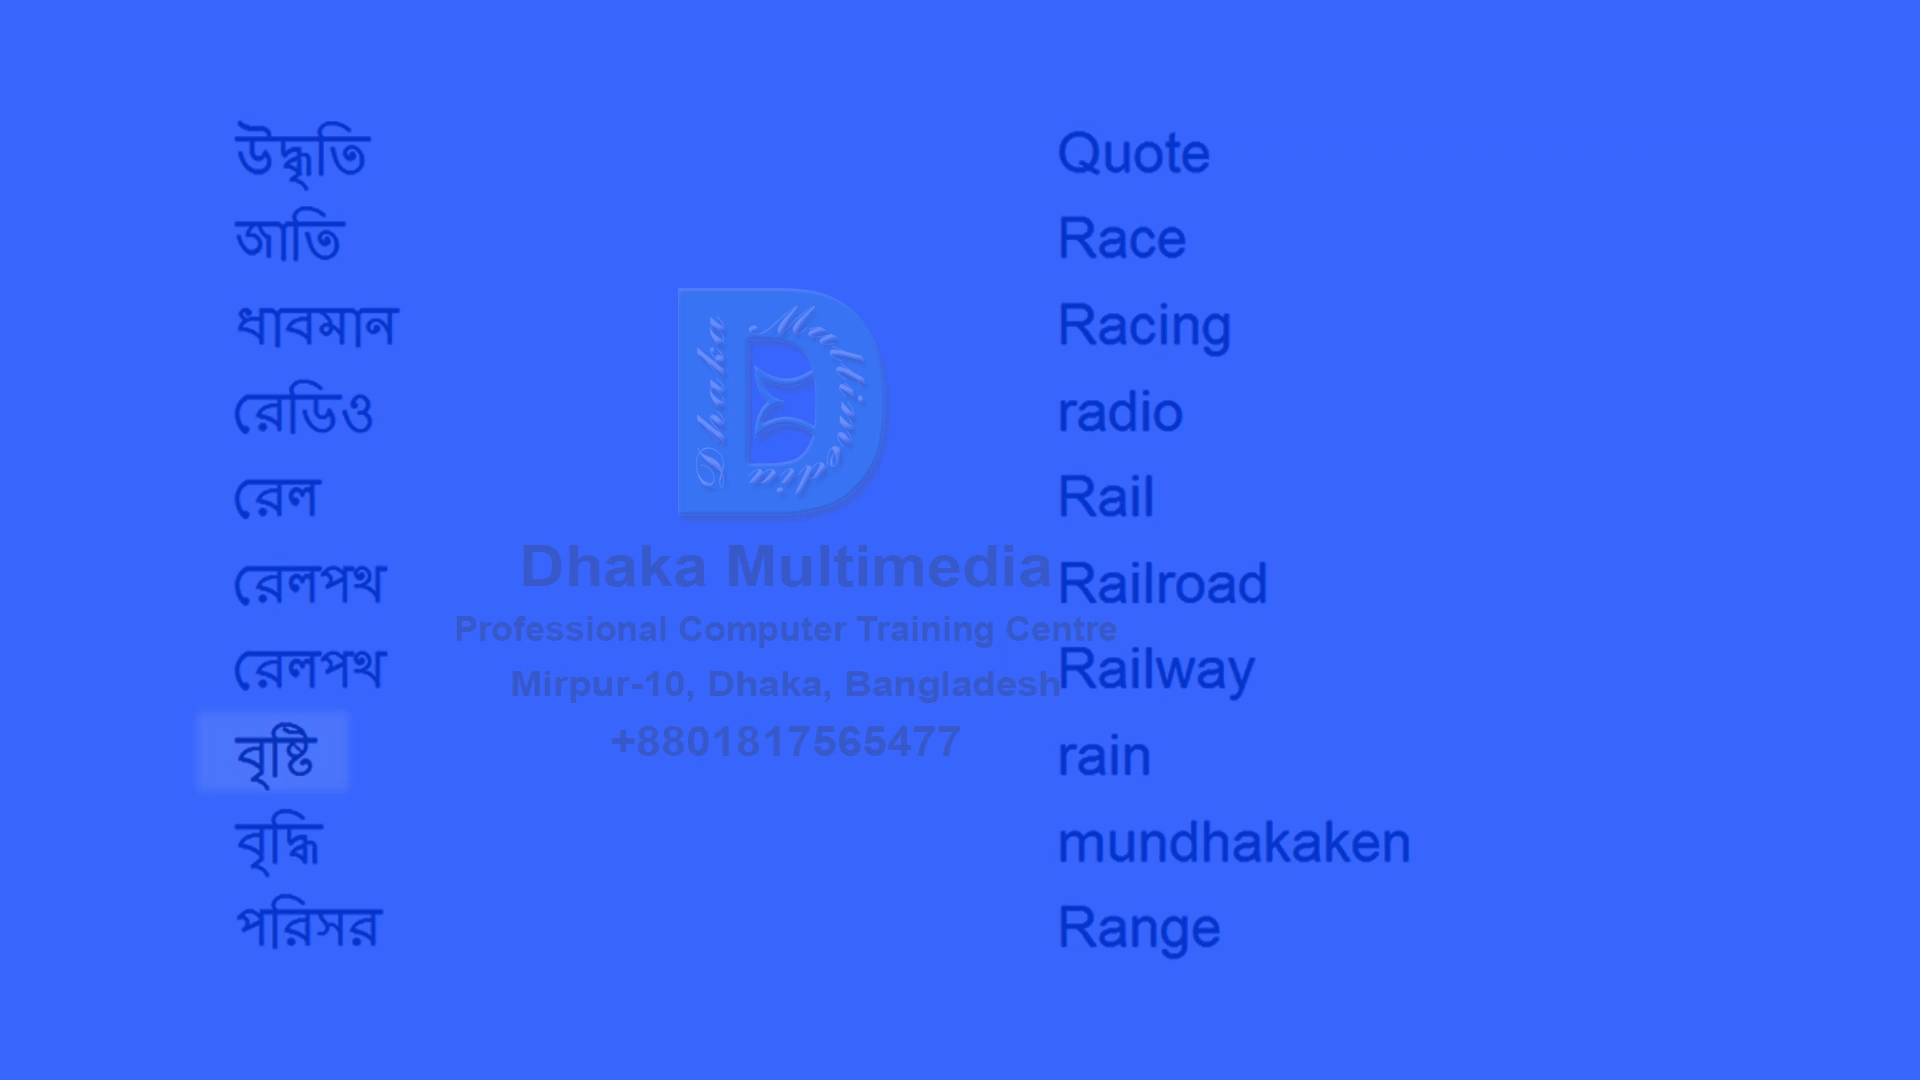 উদ্ধৃতি Quote
জাতি Race
ধাবমান Racing
রেডিও radio
রেল Rail
রেলপথ Railroad
রেলপথ Railway
বৃষ্টি rain
বৃদ্ধি mundhakaken
পরিসর Range
Dhaka Multimedia
Dhaka Multimedia
Professional Computer Training Centre
Mirpur-10, Dhaka, Bangladesh
+8801817565477